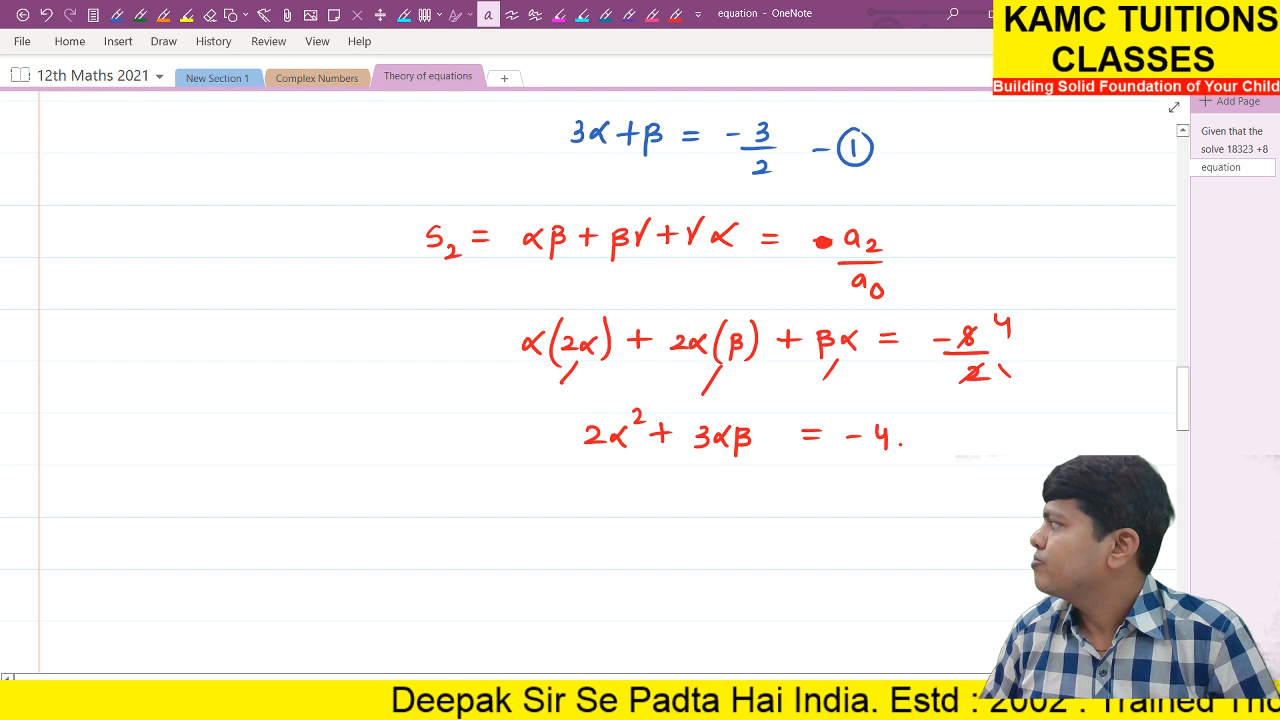 equation - OneNote
File Home Insert Draw History Review View Help
12th Maths 2021 New Section 1 Complex Numbers Theory of equations +
KAMC TUITIONS
CLASSES
Building Solid Foundation of Your Child
Add Page
Given that the
solve 18323 +8
equation
3α + β = - 3/2 - ①
S₂ = αβ + βγ + γα = a₂/a₀
α(2α) + 2α(β) + βα = -8/2 4
2α² + 3αβ = -4.
Deepak Sir Se Padta Hai India. Estd : 2002 .